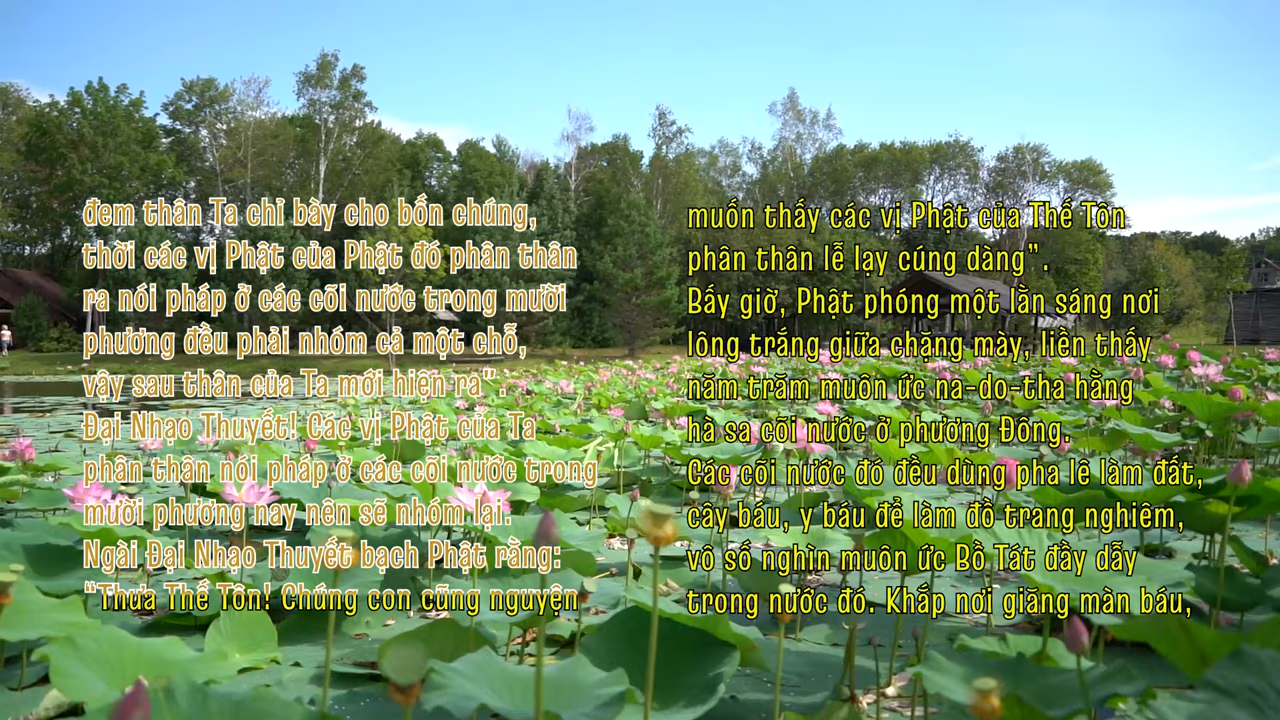 đem thân Ta chỉ bày cho bốn chúng,
thời các vị Phật của Phật đó phân thân
ra nói pháp ở các cõi nước trong mười
phương đều phải nhóm cả một chỗ,
vậy sau thân của Ta mới hiện ra”.
Đại Nhạo Thuyết! Các vị Phật của Ta
phân thân nói pháp ở các cõi nước trong
mười phương nay nên sẽ nhóm lại.
Ngài Đại Nhạo Thuyết bạch Phật rằng:
“Thưa Thế Tôn! Chúng con cũng nguyện
muốn thấy các vị Phật của Thế Tôn
phân thân lễ lạy cúng dàng”.
Bấy giờ, Phật phóng một lằn sáng nơi
lông trắng giữa chặng mày, liền thấy
năm trăm muôn ức na-do-tha hằng
hà sa cõi nước ở phương Đông.
Các cõi nước đó đều dùng pha lê làm đất,
cây báu, y báu để làm đồ trang nghiêm,
vô số nghìn muôn ức Bồ Tát đầy dẫy
trong nước đó. Khắp nơi giăng màn báu,